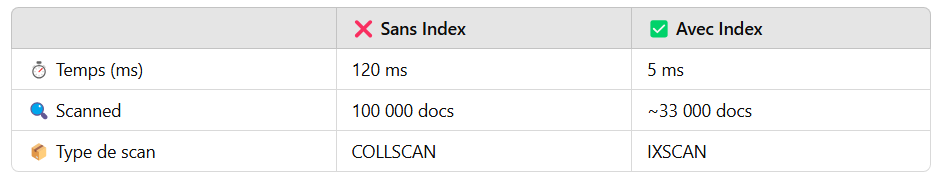 ❌ Sans Index ✅ Avec Index
⏱ Temps (ms) 120 ms 5 ms
🔍 Scanned 100 000 docs ~33 000 docs
📦 Type de scan COLLSCAN IXSCAN